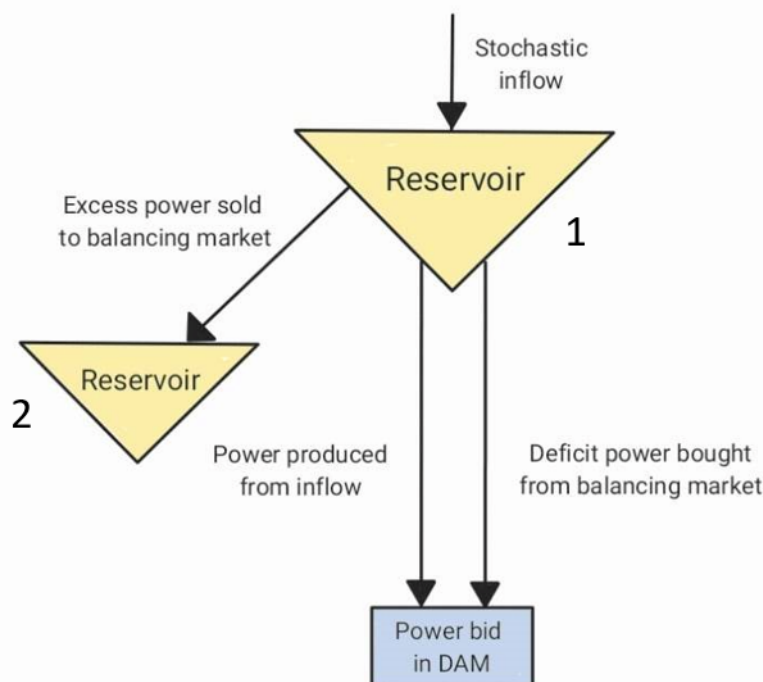 Stochastic
inflow
Reservoir
1
Excess power sold
to balancing market
Reservoir
2
Power produced
from inflow
Deficit power bought
from balancing market
Power bid
in DAM